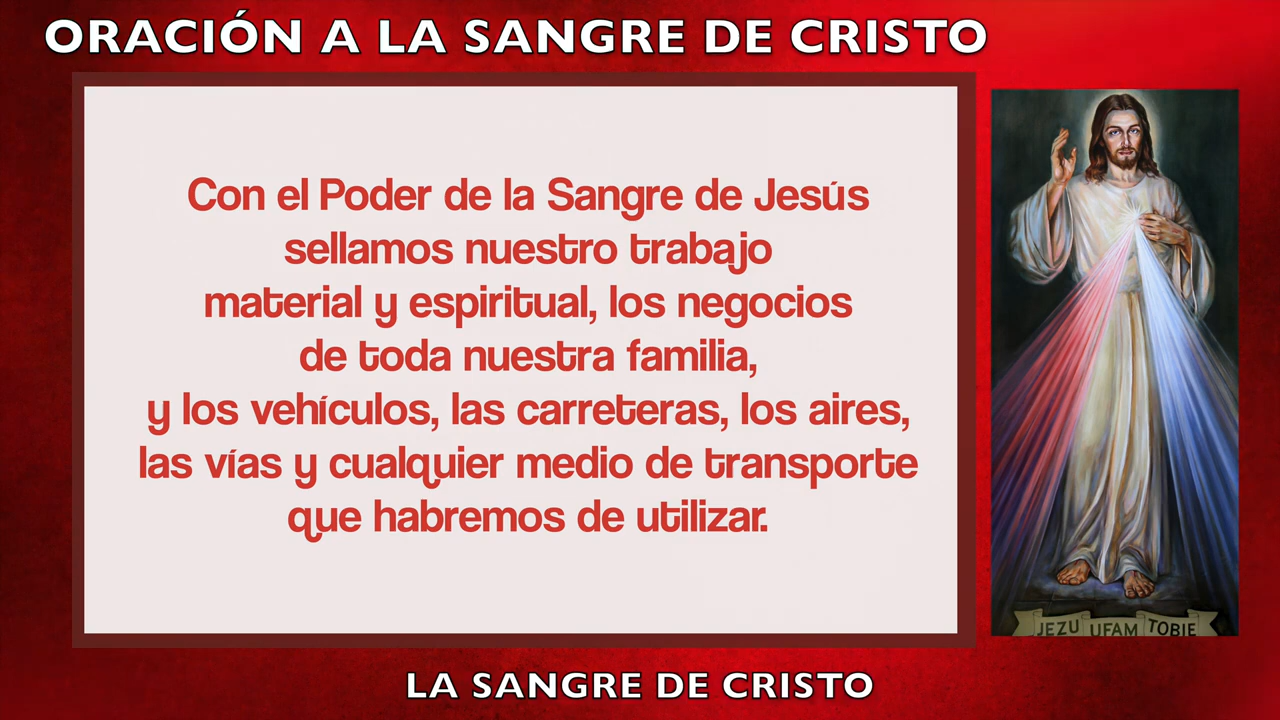 ORACIÓN A LA SANGRE DE CRISTO
Con el Poder de la Sangre de Jesús
sellamos nuestro trabajo
material y espiritual, los negocios
de toda nuestra familia,
y los vehículos, las carreteras, los aires,
las vías y cualquier medio de transporte
que habremos de utilizar.
JEZU UFAM TOBIE
LA SANGRE DE CRISTO